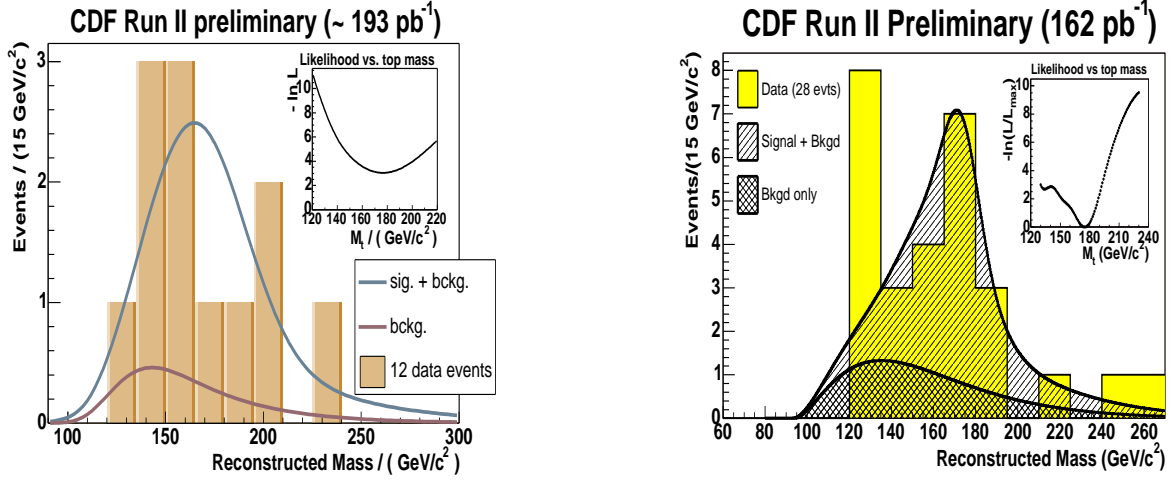 CDF Run II preliminary (~ 193 pb-1)
Events / (15 GeV/c2)
3
2
1
0
100 150 200 250 300
Reconstructed Mass / ( GeV/c2)
Likelihood vs. top mass
- ln L
10
8
6
4
2
0
120 140 160 180 200 220
Mt / ( GeV/c2)
sig. + bckg.
bckg.
12 data events
CDF Run II Preliminary (162 pb-1)
Events/(15 GeV/c2)
8
7
6
5
4
3
2
1
0
60 80 100 120 140 160 180 200 220 240 260
Reconstructed Mass (GeV/c2)
Data (28 evts)
Signal + Bkgd
Bkgd only
Likelihood vs top mass
-ln(L/Lmax)
10
8
6
4
2
0
120 150 180 210 240
Mt (GeV/c2)